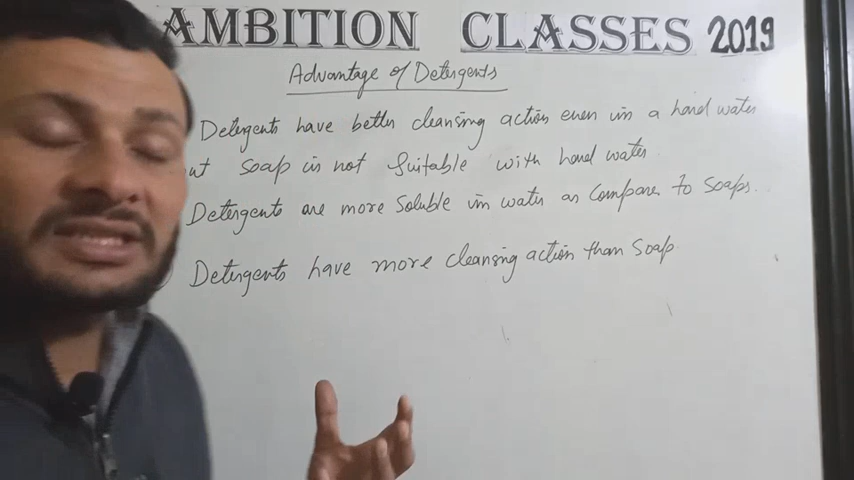 AMBITION CLASSES 2019
Advantage of Detergents
Detergents have better cleansing action even in a hard water
ut soap is not suitable with hard water
Detergents are more soluble in water as compare to soaps.
Detergents have more cleansing action than soap